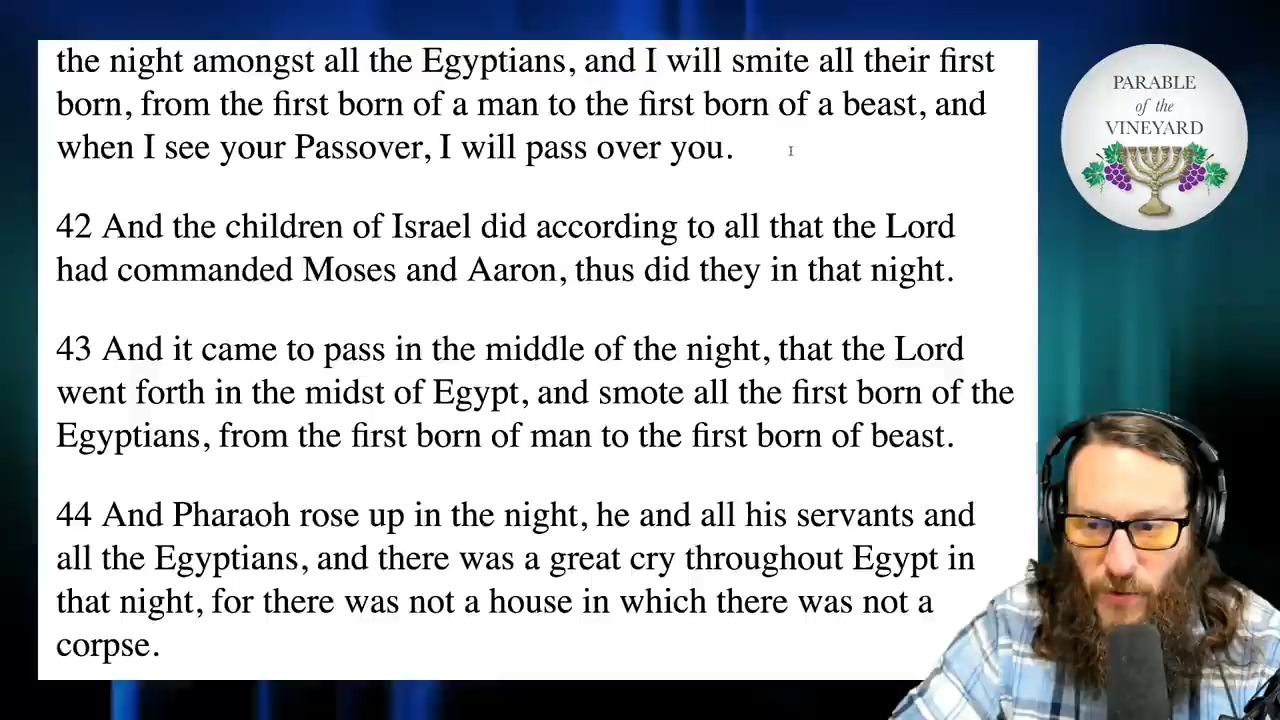 the night amongst all the Egyptians, and I will smite all their first
born, from the first born of a man to the first born of a beast, and
when I see your Passover, I will pass over you.
42 And the children of Israel did according to all that the Lord
had commanded Moses and Aaron, thus did they in that night.
43 And it came to pass in the middle of the night, that the Lord
went forth in the midst of Egypt, and smote all the first born of the
Egyptians, from the first born of man to the first born of beast.
44 And Pharaoh rose up in the night, he and all his servants and
all the Egyptians, and there was a great cry throughout Egypt in
that night, for there was not a house in which there was not a
corpse.
PARABLE
of the
VINEYARD